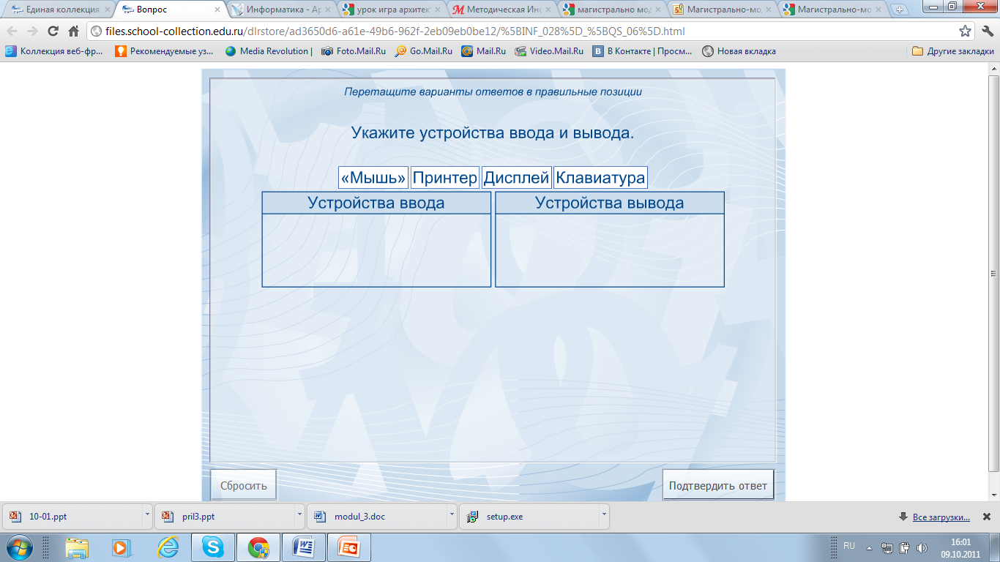 Единая коллекция
Вопрос
Информатика - Ар
урок игра архитект
Методическая Инф
магистрально мод
Магистрально-мод
Магистрально-мо
files.school-collection.edu.ru/dlrstore/ad3650d6-a61e-49b6-962f-2eb09eb0be12/%5BINF_028%5D_%5BQS_06%5D.html
Коллекция веб-фр...
Рекомендуемые уз...
Media Revolution |
Foto.Mail.Ru
Go.Mail.Ru
Mail.Ru
Video.Mail.Ru
В Контакте | Просм...
Новая вкладка
Другие закладки
Перетащите варианты ответов в правильные позиции
Укажите устройства ввода и вывода.
«Мышь» Принтер Дисплей Клавиатура
Устройства ввода Устройства вывода
Сбросить
Подтвердить ответ
10-01.ppt
pril3.ppt
modul_3.doc
setup.exe
Все загрузки...
RU
16:01
09.10.2011